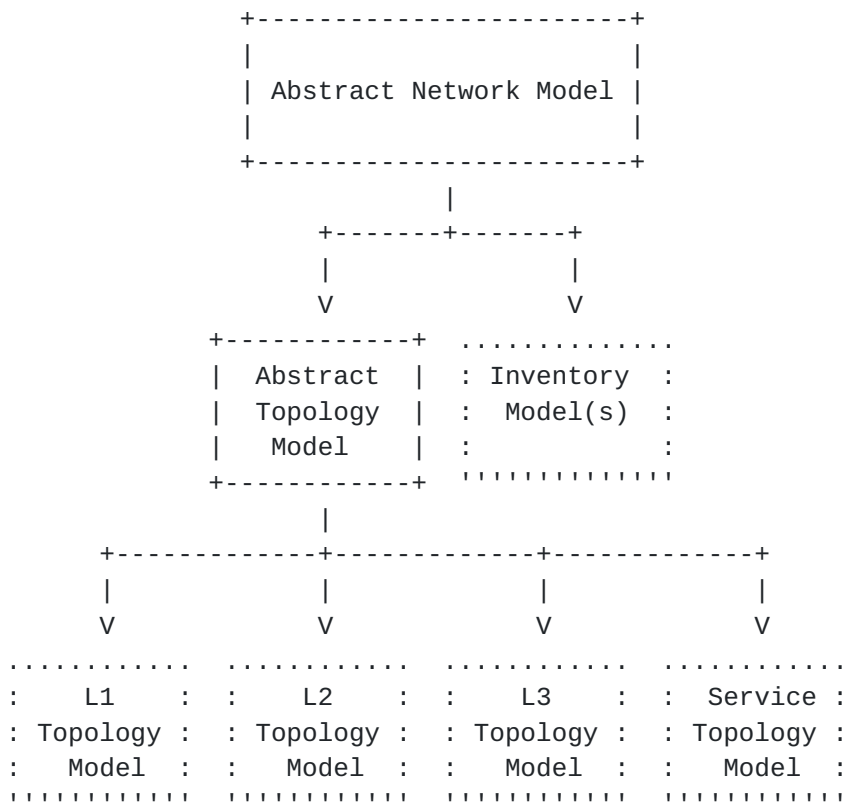 +------------------------+
                |                        |
                | Abstract Network Model |
                |                        |
                +------------------------+
                             |
                     +-------+-------+
                     |               |
                     V               V
              +------------+  ..............
              |  Abstract  |  : Inventory  :
              |  Topology  |  :  Model(s)  :
              |   Model    |  :            :
              +------------+  ''''''''''''''
                     |
       +-------------+-------------+-------------+
       |             |             |             |
       V             V             V             V
............  ............  ............  ............
:    L1    :  :    L2    :  :    L3    :  :  Service :
: Topology :  : Topology :  : Topology :  : Topology :
:   Model  :  :   Model  :  :   Model  :  :   Model  :
''''''''''''  ''''''''''''  ''''''''''''  ''''''''''''